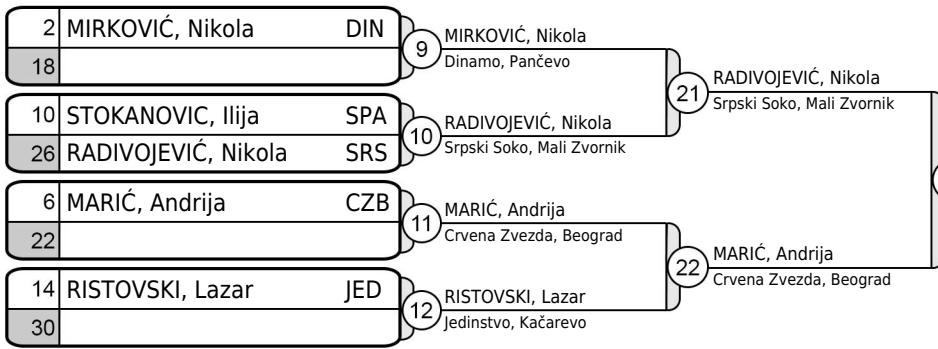 2 MIRKOVIĆ, Nikola DIN
18
9
MIRKOVIĆ, Nikola
Dinamo, Pančevo
10 STOKANOVIC, Ilija SPA
26 RADIVOJEVIĆ, Nikola SRS
10
RADIVOJEVIĆ, Nikola
Srpski Soko, Mali Zvornik
21
RADIVOJEVIĆ, Nikola
Srpski Soko, Mali Zvornik
6 MARIĆ, Andrija CZB
22
11
MARIĆ, Andrija
Crvena Zvezda, Beograd
14 RISTOVSKI, Lazar JED
30
12
RISTOVSKI, Lazar
Jedinstvo, Kačarevo
22
MARIĆ, Andrija
Crvena Zvezda, Beograd